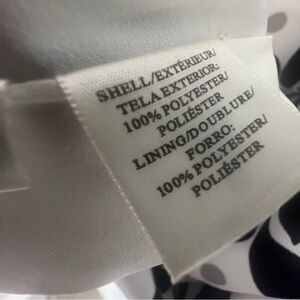 SHELL/EXTÉRIEUR/
TELA EXTERIOR:
100% POLYESTER/
POLIÉSTER
LINING/DOUBLURE/
FORRO:
100% POLYESTER/
POLIÉSTER